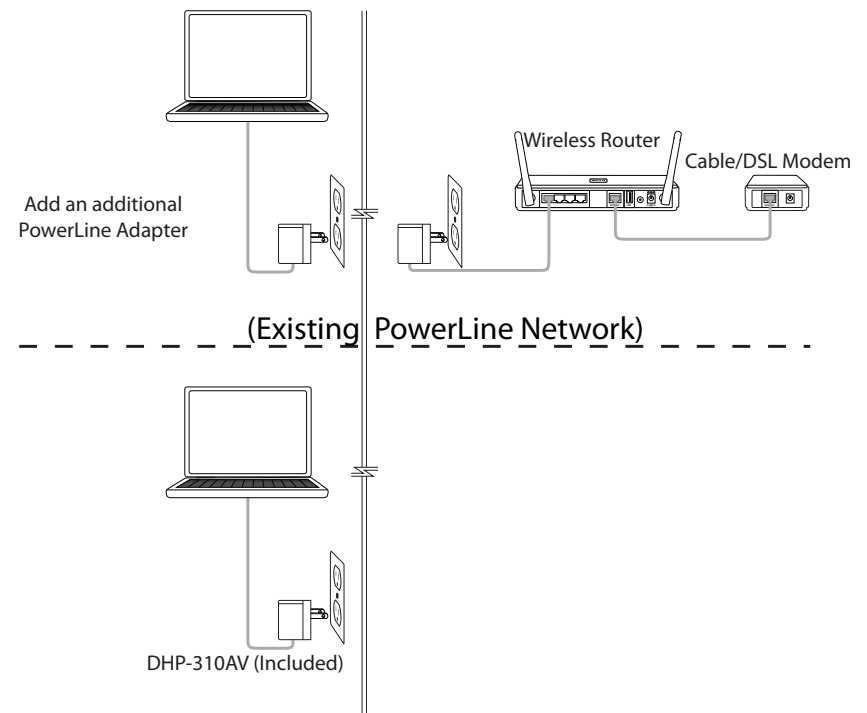 Wireless Router
Cable/DSL Modem
Add an additional
PowerLine Adapter
(Existing PowerLine Network)
DHP-310AV (Included)